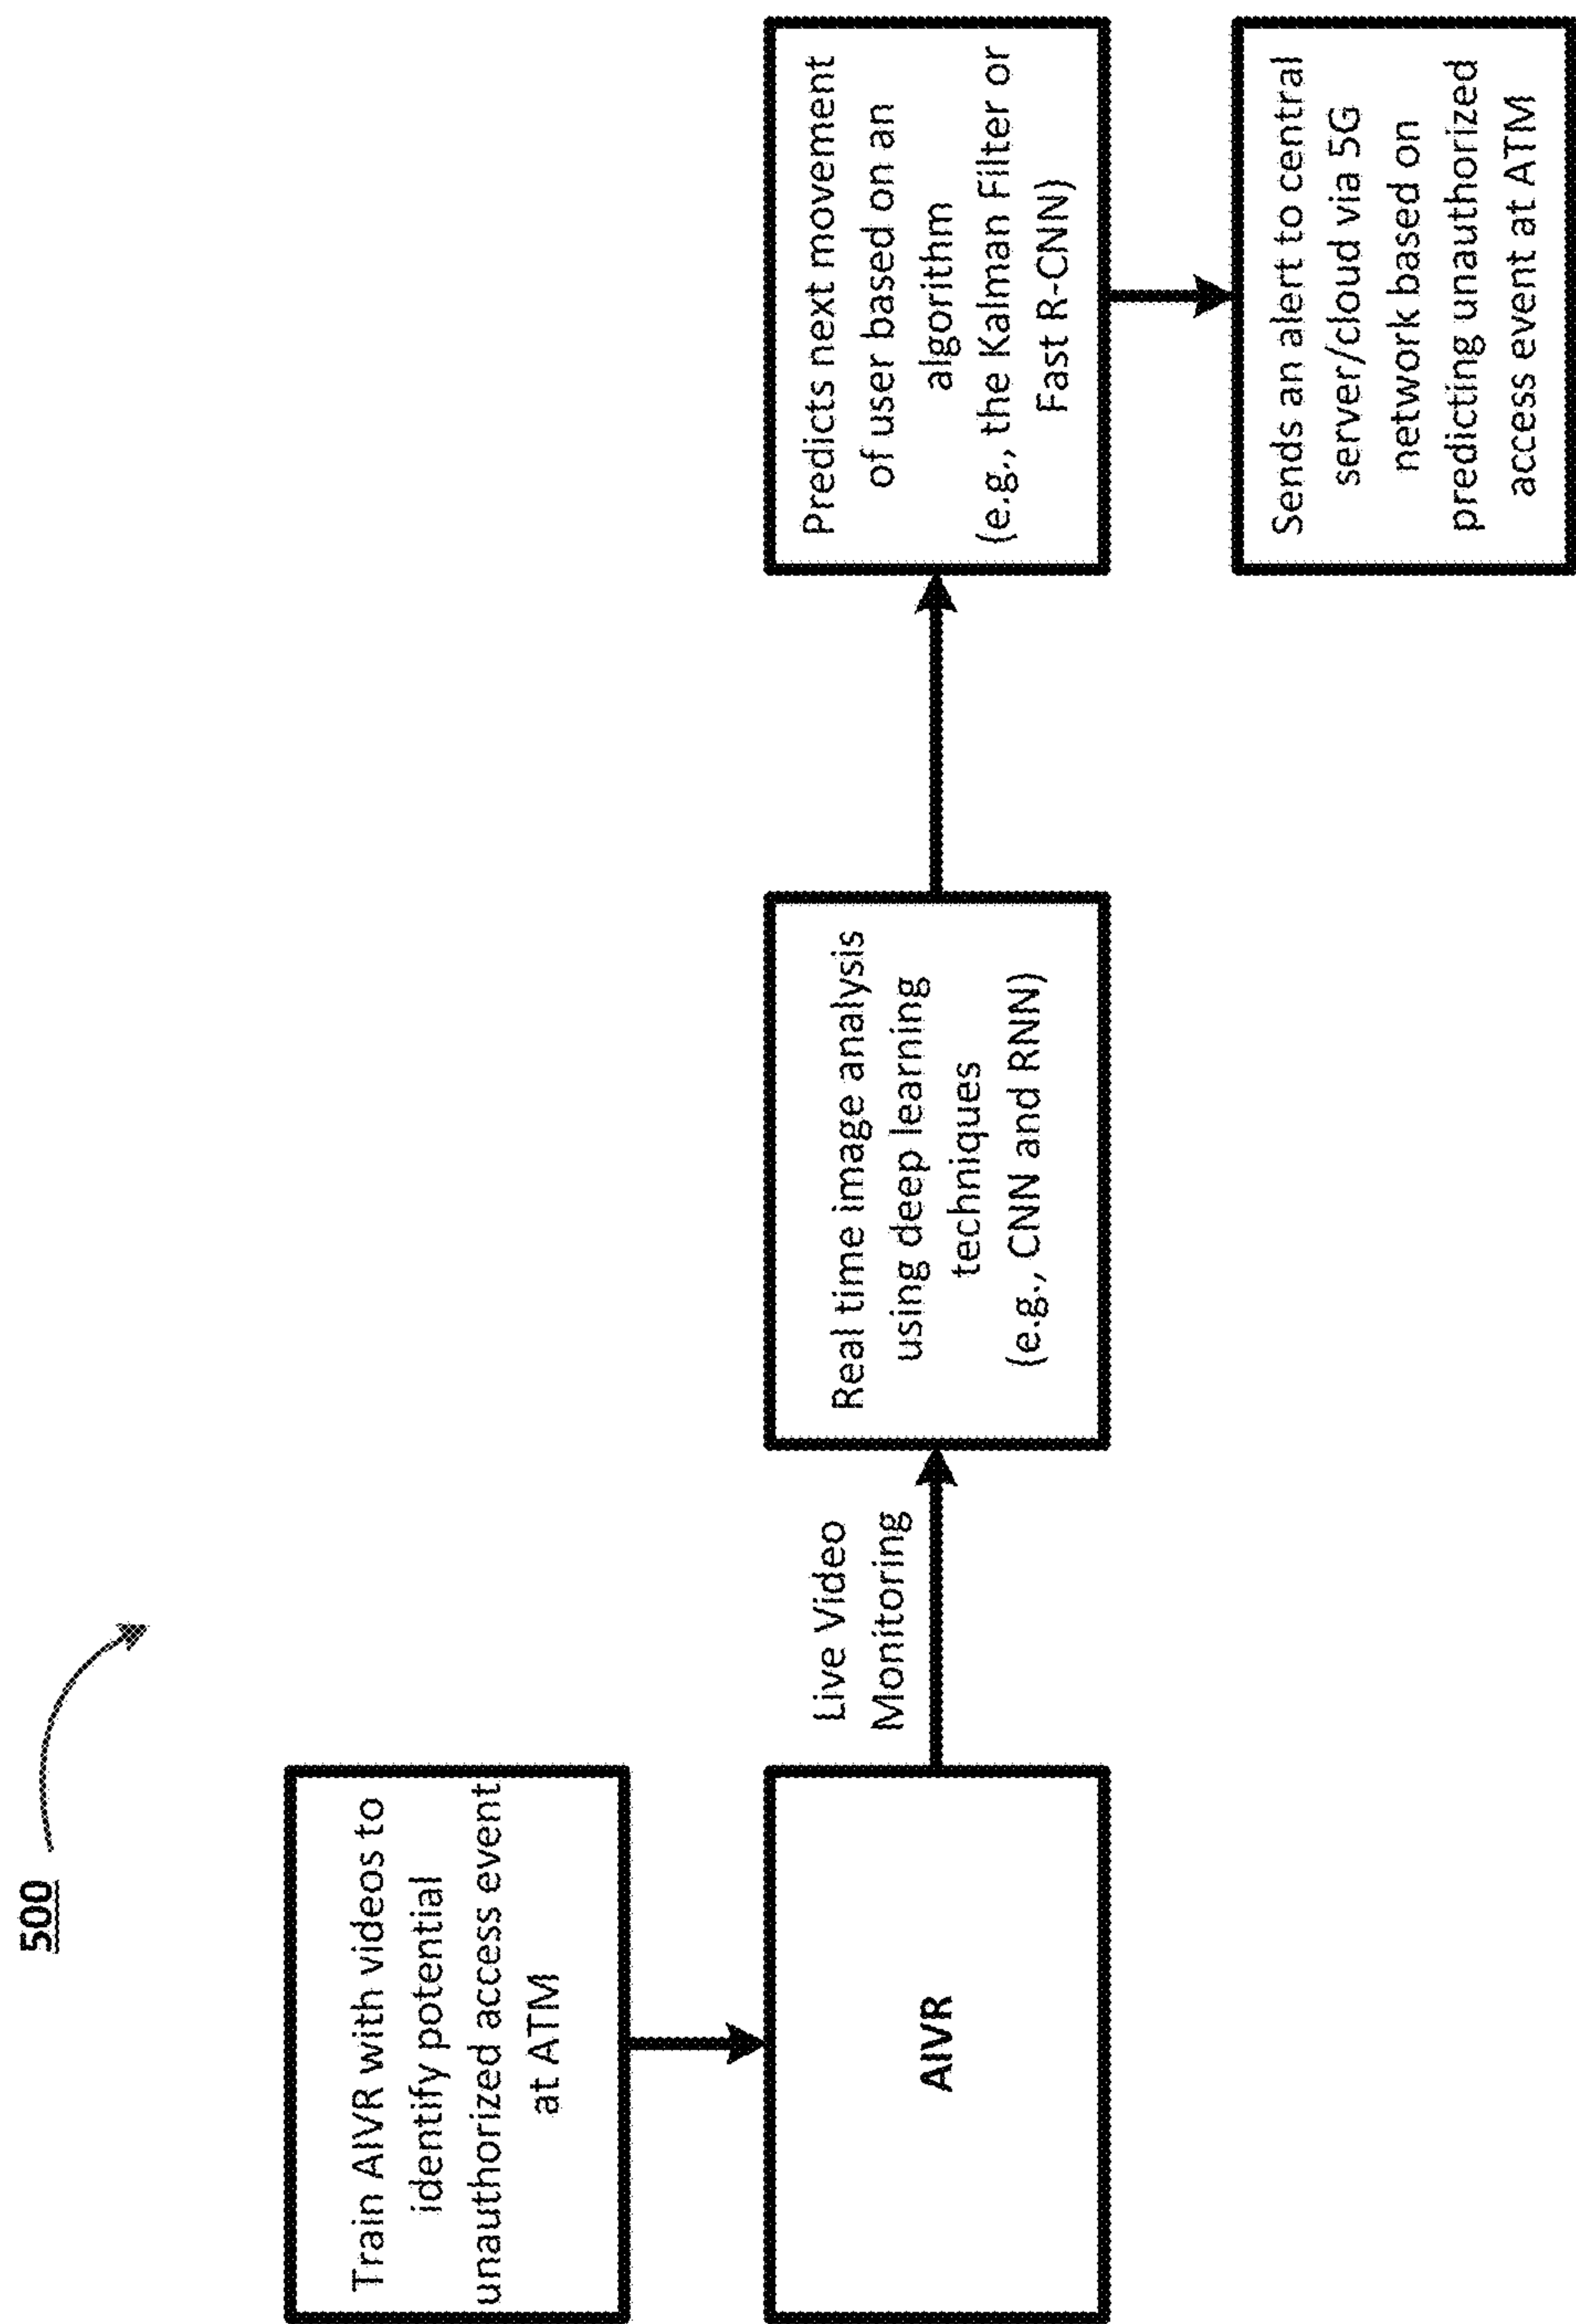 500
Train AIVR with videos to
identify potential
unauthorized access event
at ATM
AIVR
Live Video
Monitoring
Real time image analysis
using deep learning
techniques
(e.g., CNN and RNN)
Predicts next movement
of user based on an
algorithm
(e.g., the Kalman Filter or
Fast R-CNN)
Sends an alert to central
server/cloud via 5G
network based on
predicting unauthorized
access event at ATM